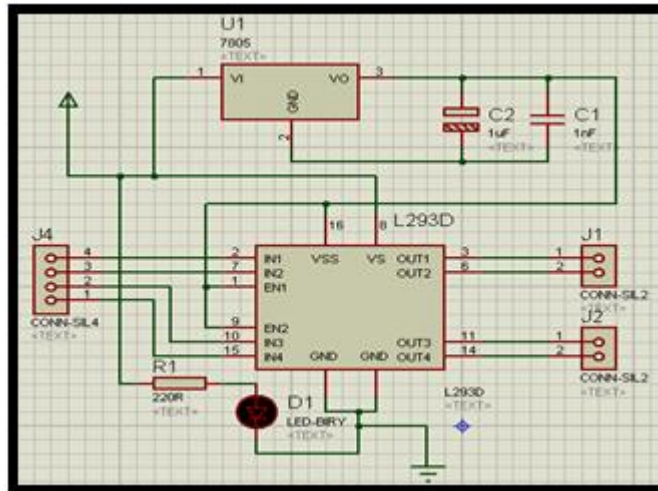 U1
7805
<TEXT>
1 VI VO 3
GND
2
C2
1uF
<TEXT>
C1
1nF
<TEXT>
16 8 L293D
J4
4 2 IN1 VSS VS OUT1 3 1 J1
3 7 IN2 OUT2 6 2
2 1 EN1
1
CONN-SIL4
<TEXT>
CONN-SIL2
<TEXT>
9 EN2
10 IN3 OUT3 11 1 J2
15 IN4 OUT4 14 2
GND GND
CONN-SIL2
<TEXT>
R1
220R
<TEXT>
D1
LED-BIRY
<TEXT>
L293D
<TEXT>